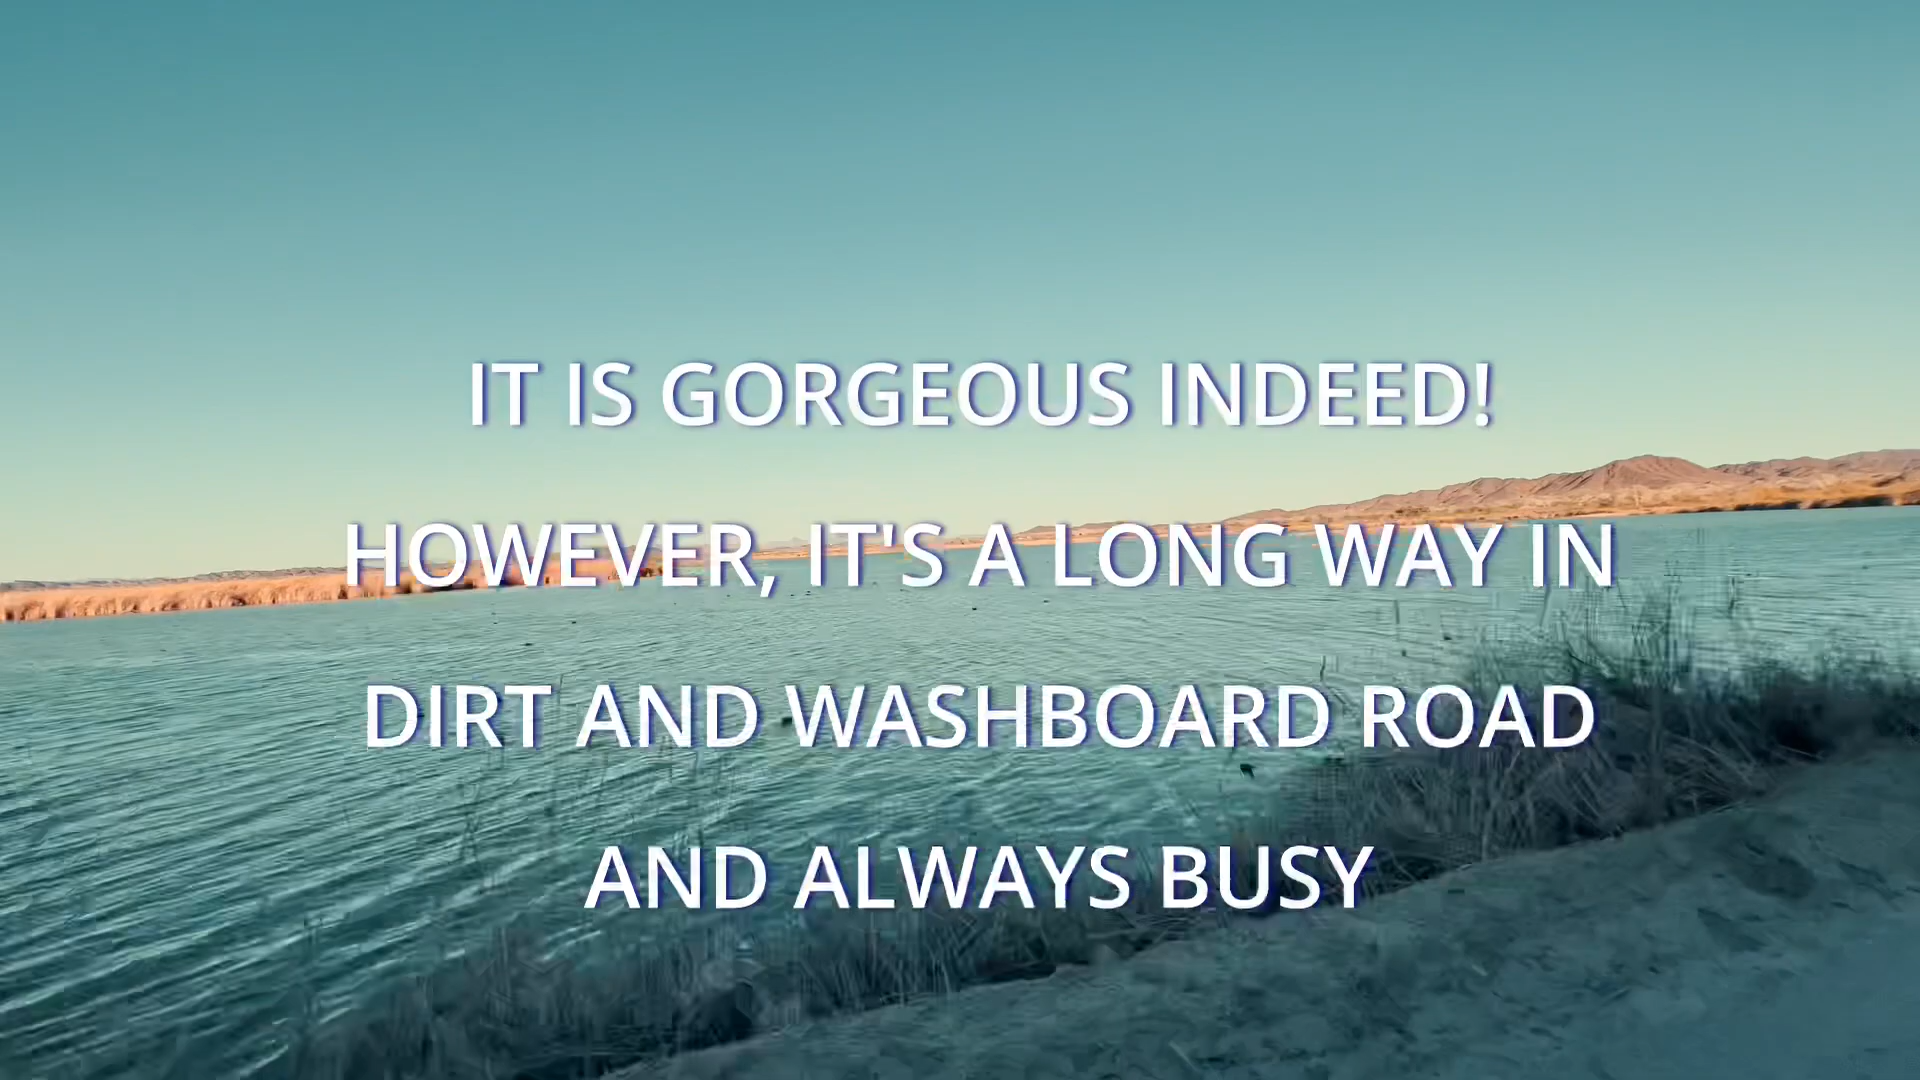 IT IS GORGEOUS INDEED!
HOWEVER, IT'S A LONG WAY IN
DIRT AND WASHBOARD ROAD
AND ALWAYS BUSY